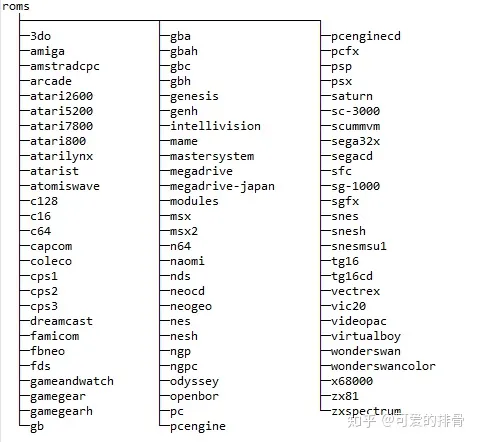 roms
3do
amiga
amstradcpc
arcade
atari2600
atari5200
atari7800
atari800
atarilynx
atarist
atomiswave
c128
c16
c64
capcom
coleco
cps1
cps2
cps3
dreamcast
famicom
fbneo
fds
gameandwatch
gamegear
gamegearh
gb
gba
gbah
gbc
gbh
genesis
genh
intellivision
mame
mastersystem
megadrive
megadrive-japan
modules
msx
msx2
n64
naomi
nds
neocd
neogeo
nes
nesh
ngp
ngpc
odyssey
openbor
pc
pcengine
pcenginecd
pcfx
psp
psx
saturn
sc-3000
scummvm
sega32x
segacd
sfc
sg-1000
sgfx
snes
snesh
snesmsu1
tg16
tg16cd
vectrex
vic20
videopac
virtualboy
wonderswan
wonderswancolor
x68000
zx81
zxspectrum
知乎 @可爱的排骨